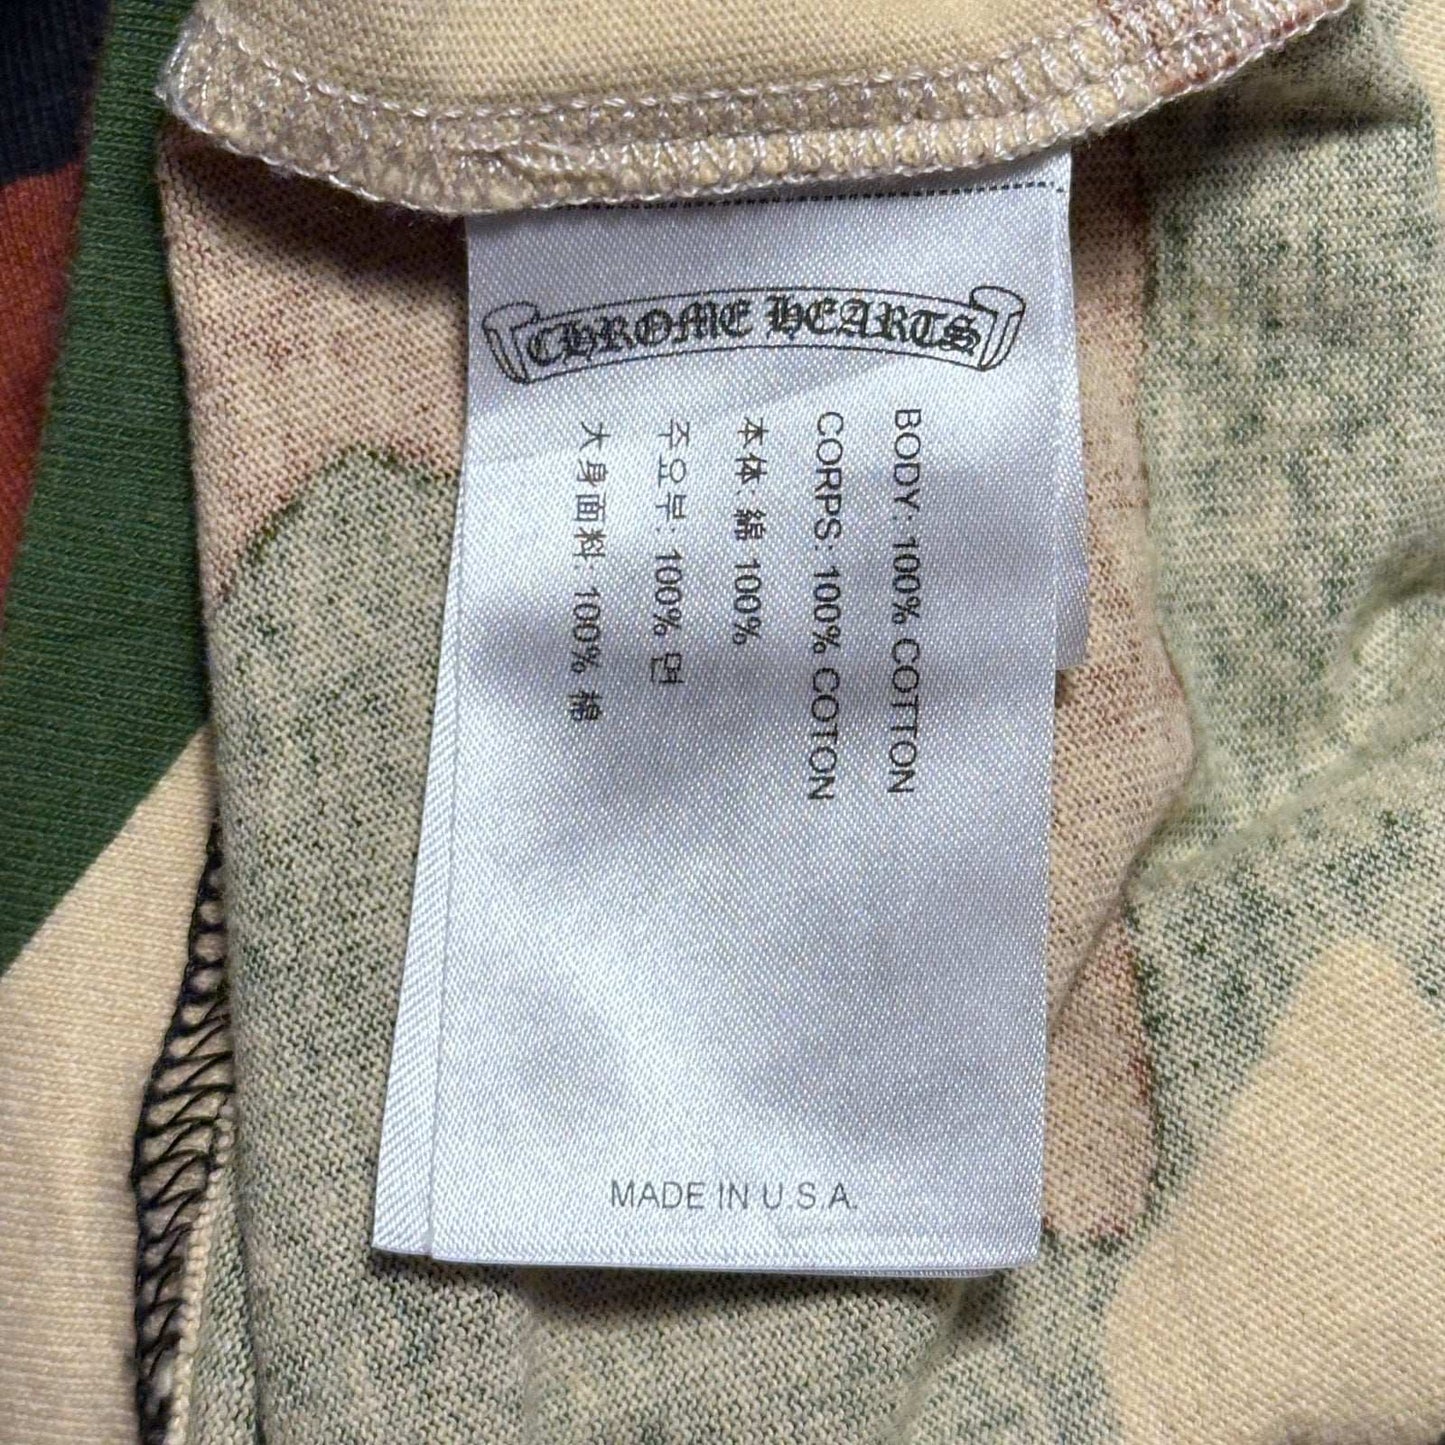 CHROME HEARTS
BODY: 100% COTTON
CORPS: 100% COTON
本体: 綿 100%
주요부: 100% 면
大身面料: 100% 棉
MADE IN U.S.A.